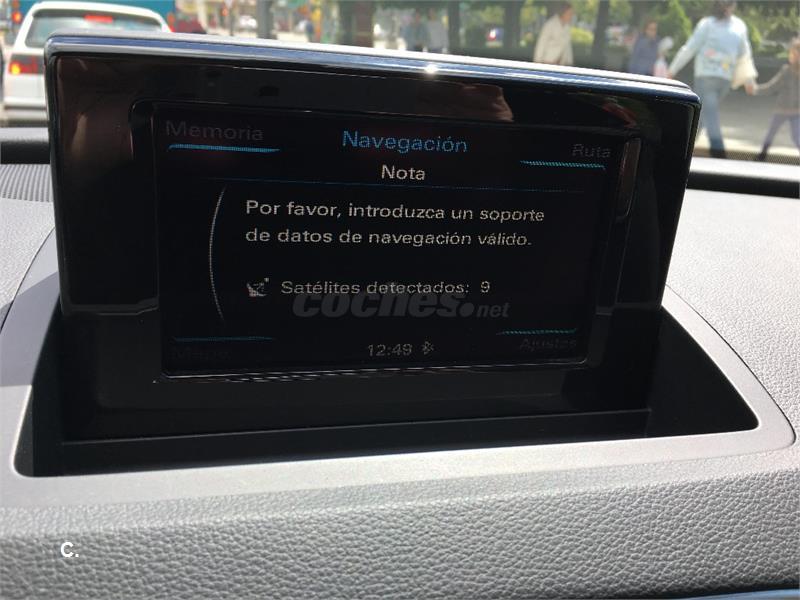 Memoria
Navegación
Ruta
Nota
Por favor, introduzca un soporte
de datos de navegación válido.
Satélites detectados: 9
coches.net
Mapa
12:49
Ajustes
C.